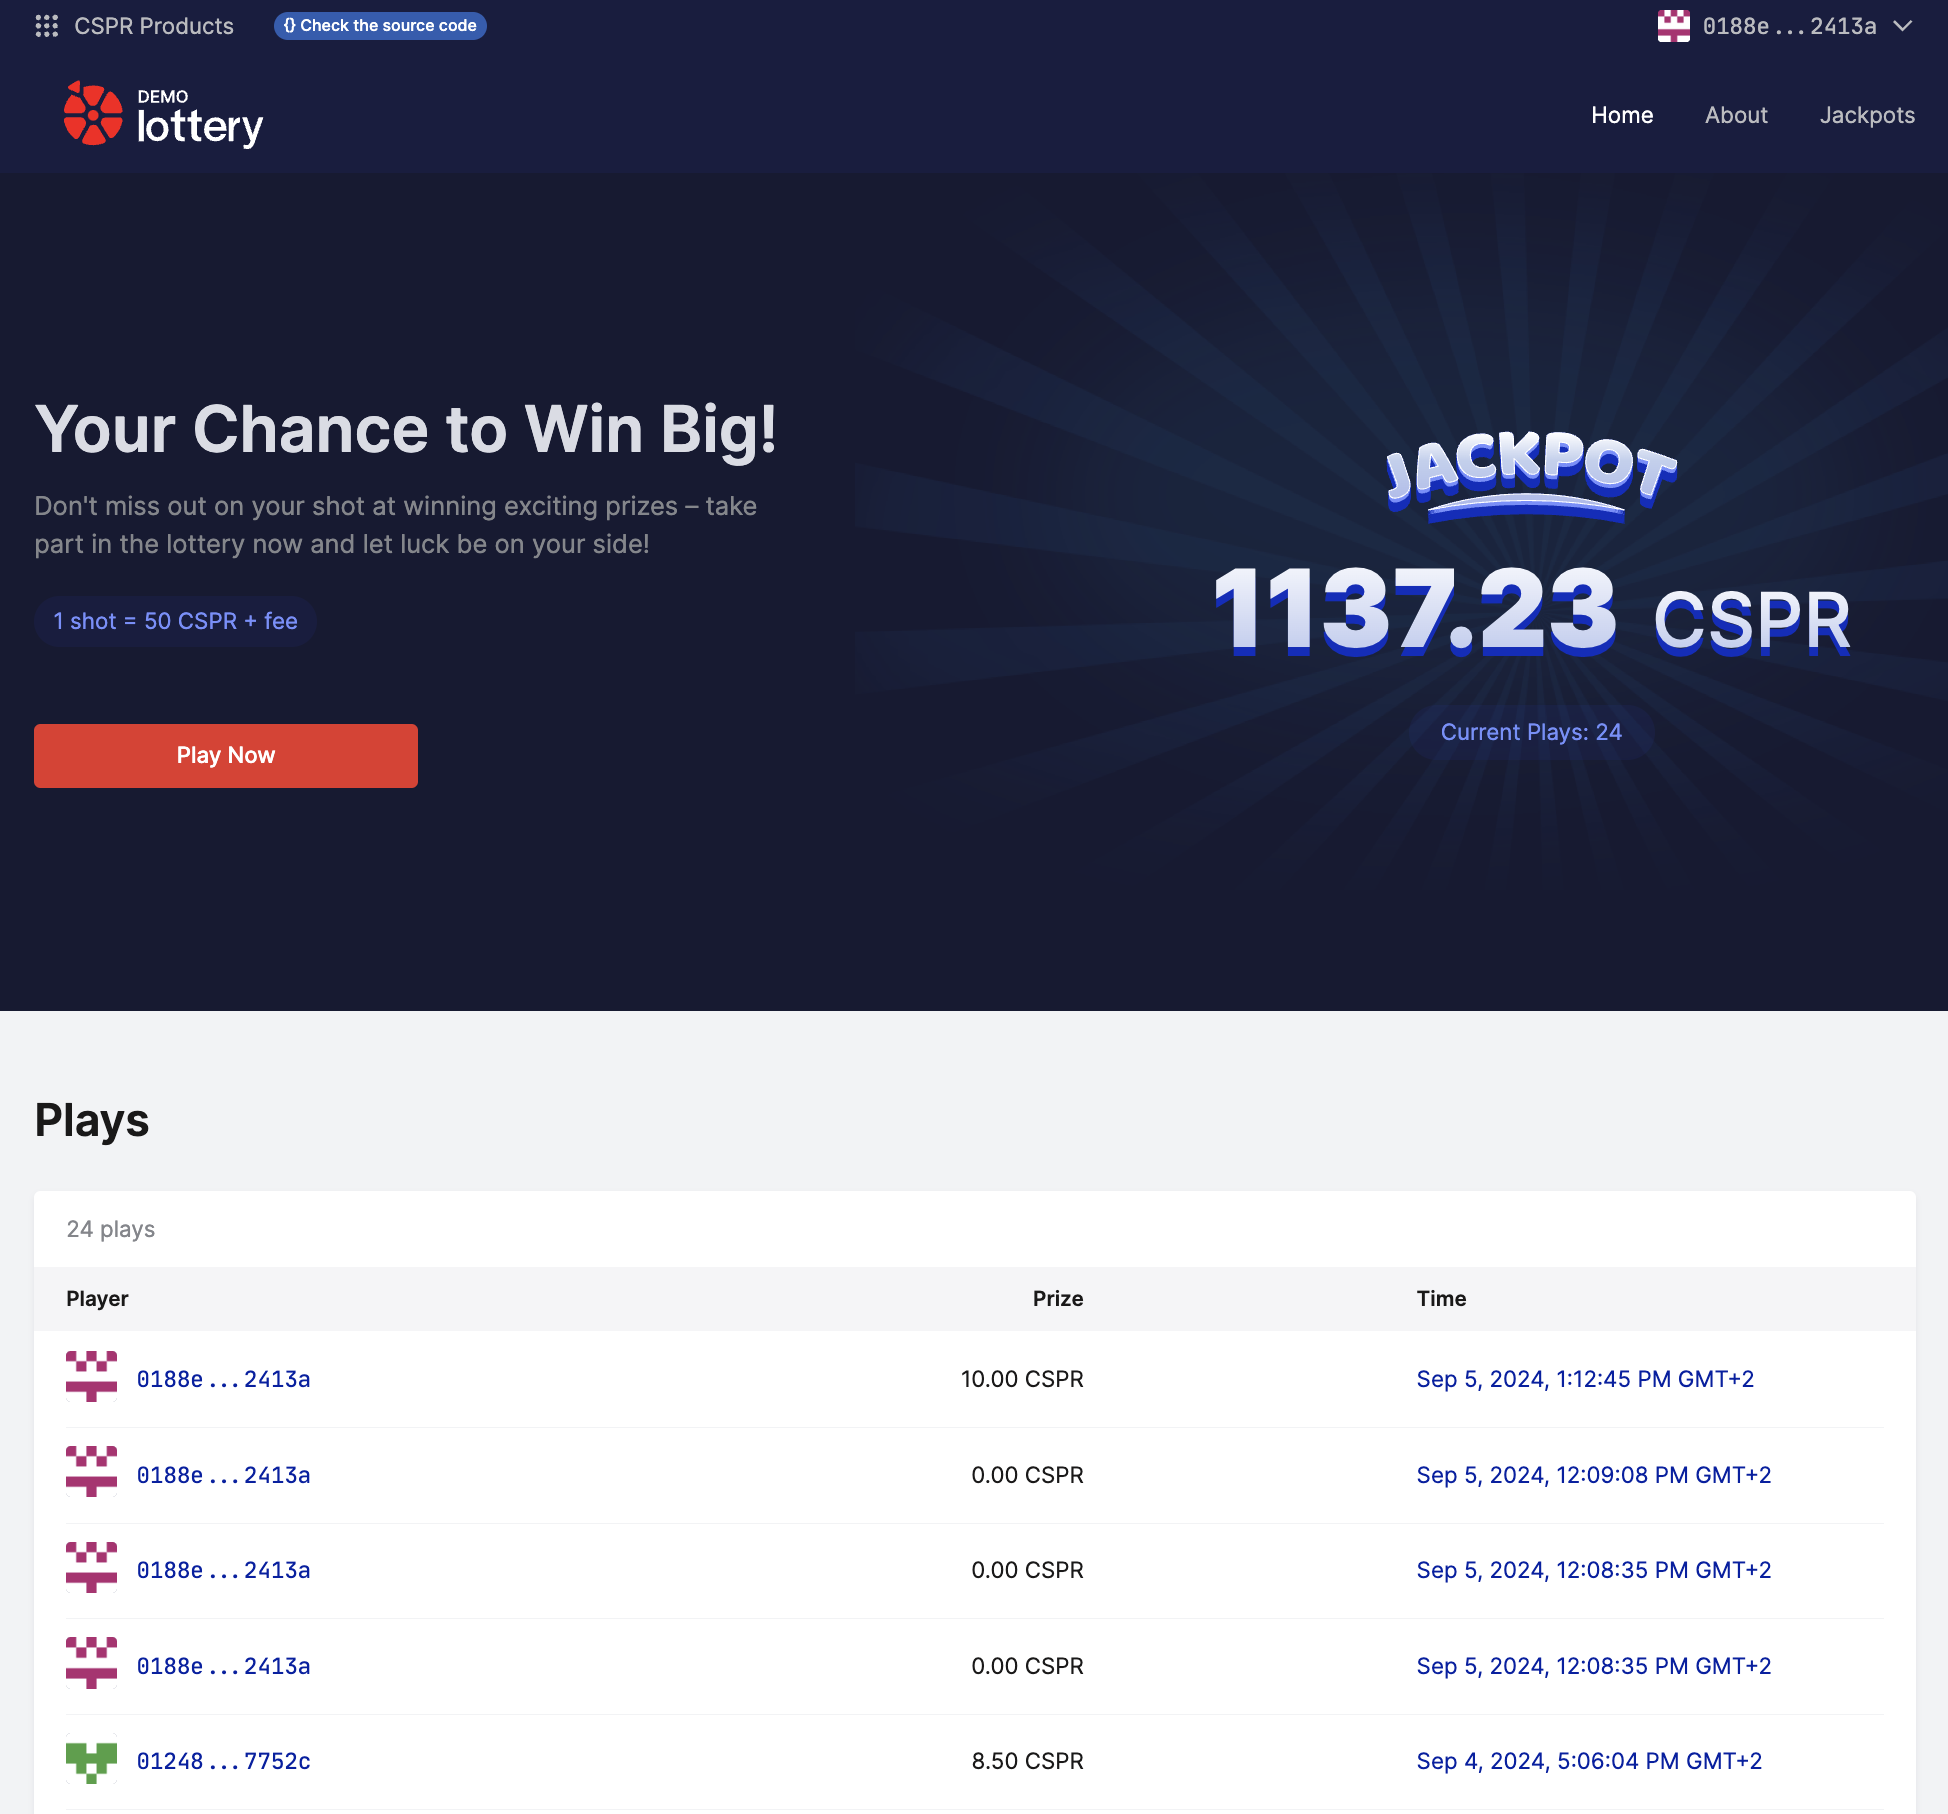 CSPR Products
{} Check the source code
0188e...2413a
DEMO
lottery
Home
About
Jackpots
Your Chance to Win Big!
Don't miss out on your shot at winning exciting prizes – take
part in the lottery now and let luck be on your side!
1 shot = 50 CSPR + fee
Play Now
JACKPOT
1137.23 CSPR
Current Plays: 24
Plays
24 plays
Player Prize Time
0188e...2413a 10.00 CSPR Sep 5, 2024, 1:12:45 PM GMT+2
0188e...2413a 0.00 CSPR Sep 5, 2024, 12:09:08 PM GMT+2
0188e...2413a 0.00 CSPR Sep 5, 2024, 12:08:35 PM GMT+2
0188e...2413a 0.00 CSPR Sep 5, 2024, 12:08:35 PM GMT+2
01248...7752c 8.50 CSPR Sep 4, 2024, 5:06:04 PM GMT+2